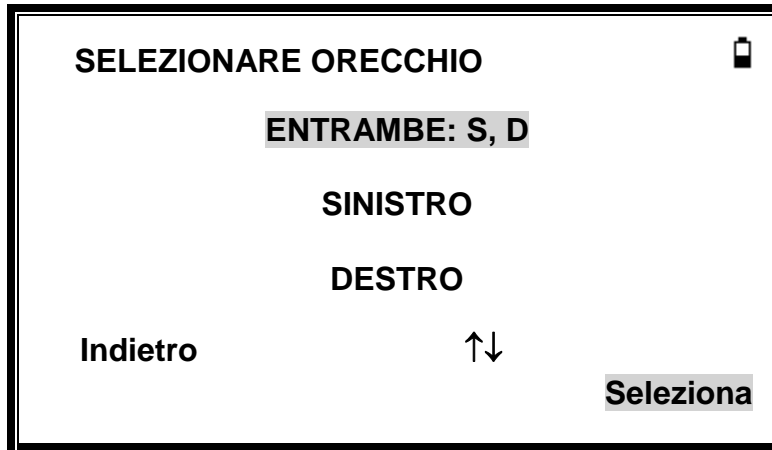 SELEZIONARE ORECCHIO
ENTRAMBE: S, D
SINISTRO
DESTRO
Indietro ↑↓
Seleziona